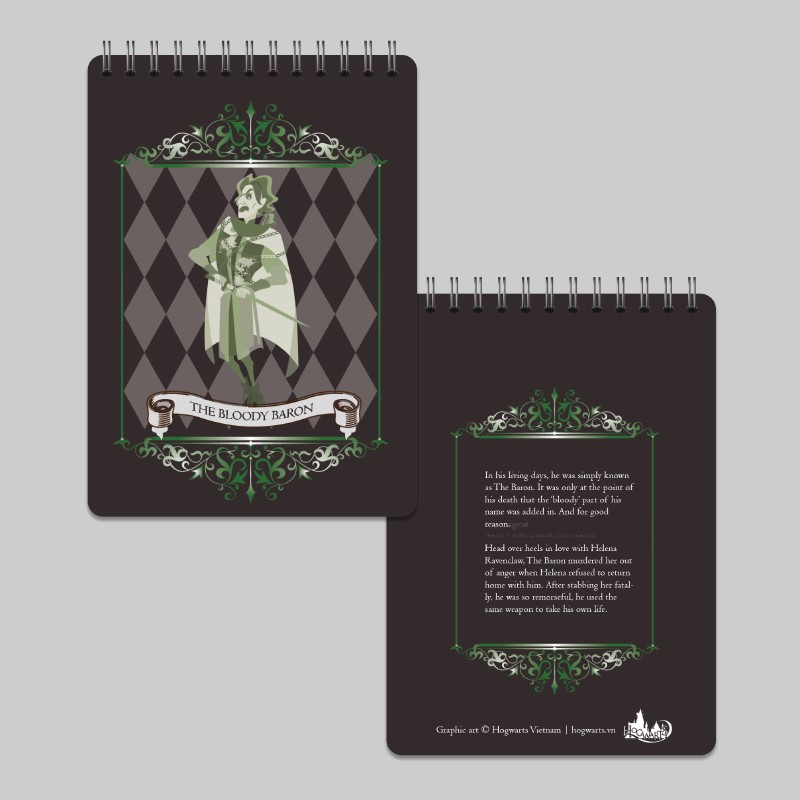 THE BLOODY BARON
In his living days, he was simply known
as The Baron. It was only at the point of
his death that the 'bloody' part of his
name was added in. And for good
reason.
Head over heels in love with Helena
Ravenclaw, The Baron murdered her out
of anger when Helena refused to return
home with him. After stabbing her fatal-
ly, he was so remorseful, he used the
same weapon to take his own life.
Graphic art © Hogwarts Vietnam | hogwarts.vn
HOGWARTS